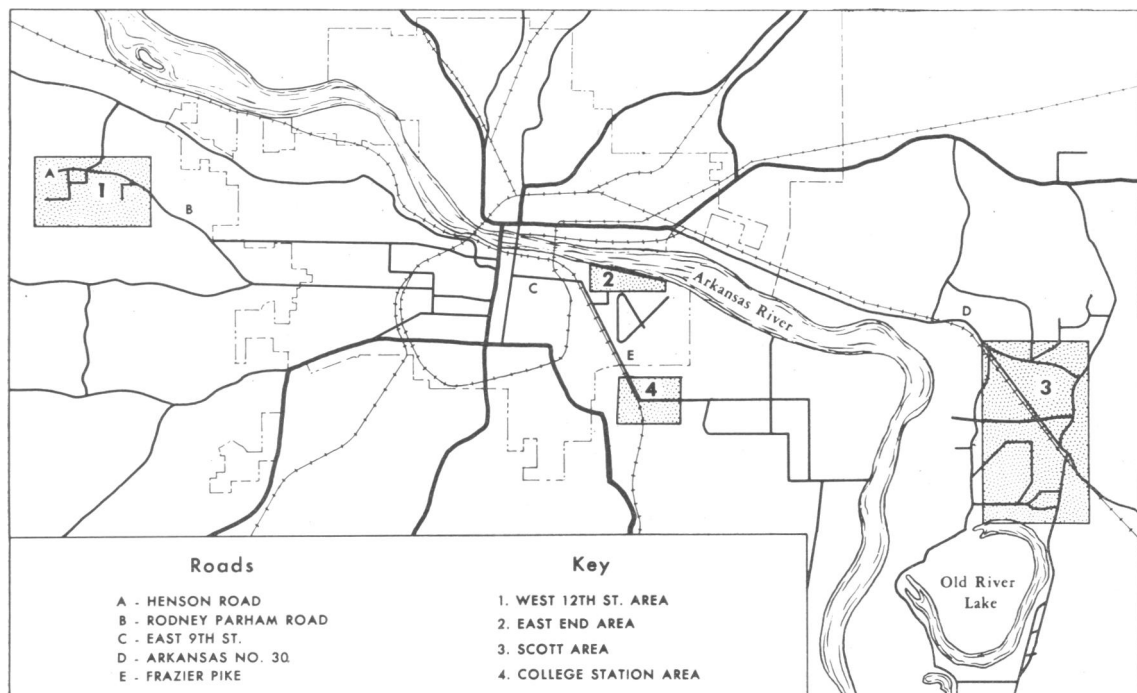 A
1
B
2
C
Arkansas River
D
E
3
4
Old River
Lake
Roads
A - HENSON ROAD
B - RODNEY PARHAM ROAD
C - EAST 9TH ST.
D - ARKANSAS NO. 30
E - FRAZIER PIKE
Key
1. WEST 12TH ST. AREA
2. EAST END AREA
3. SCOTT AREA
4. COLLEGE STATION AREA